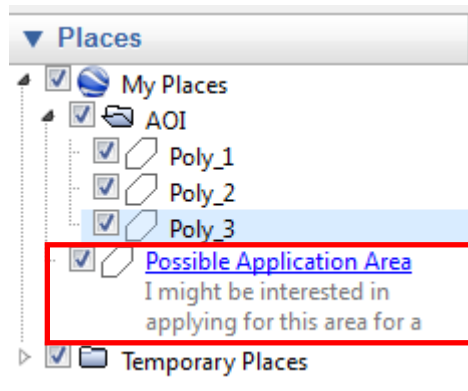 Places
My Places
AOI
Poly_1
Poly_2
Poly_3
Possible Application Area
I might be interested in
applying for this area for a
Temporary Places